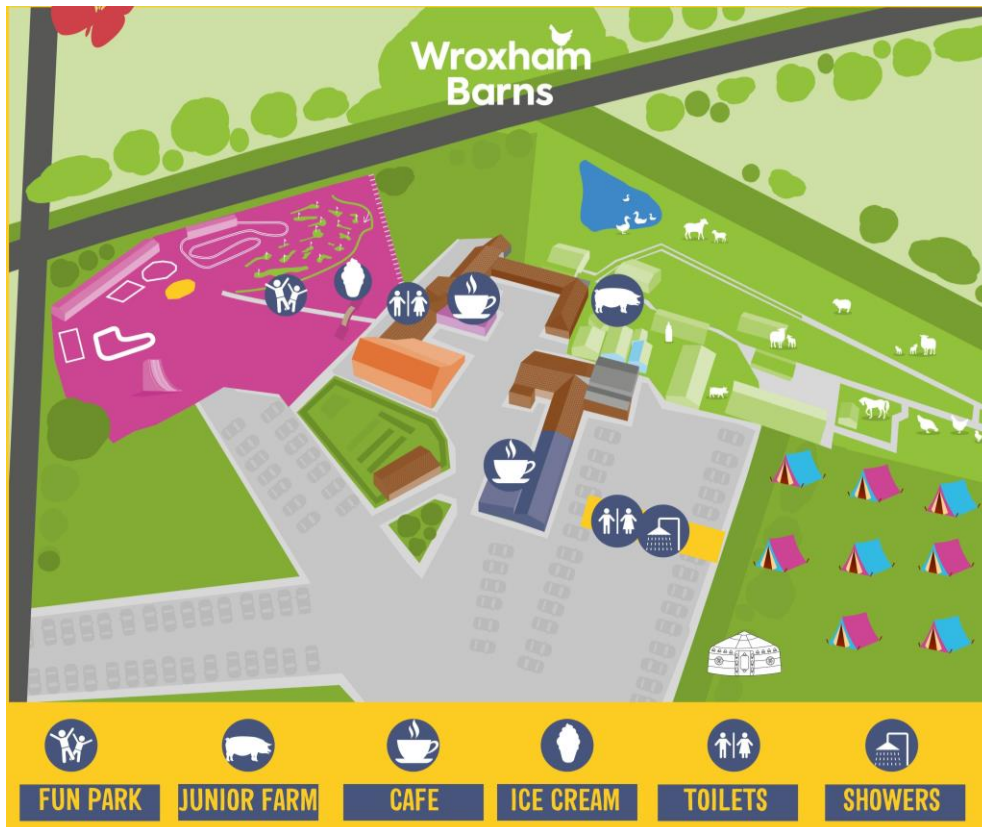 Wroxham
Barns
FUN PARK
JUNIOR FARM
CAFE
ICE CREAM
TOILETS
SHOWERS